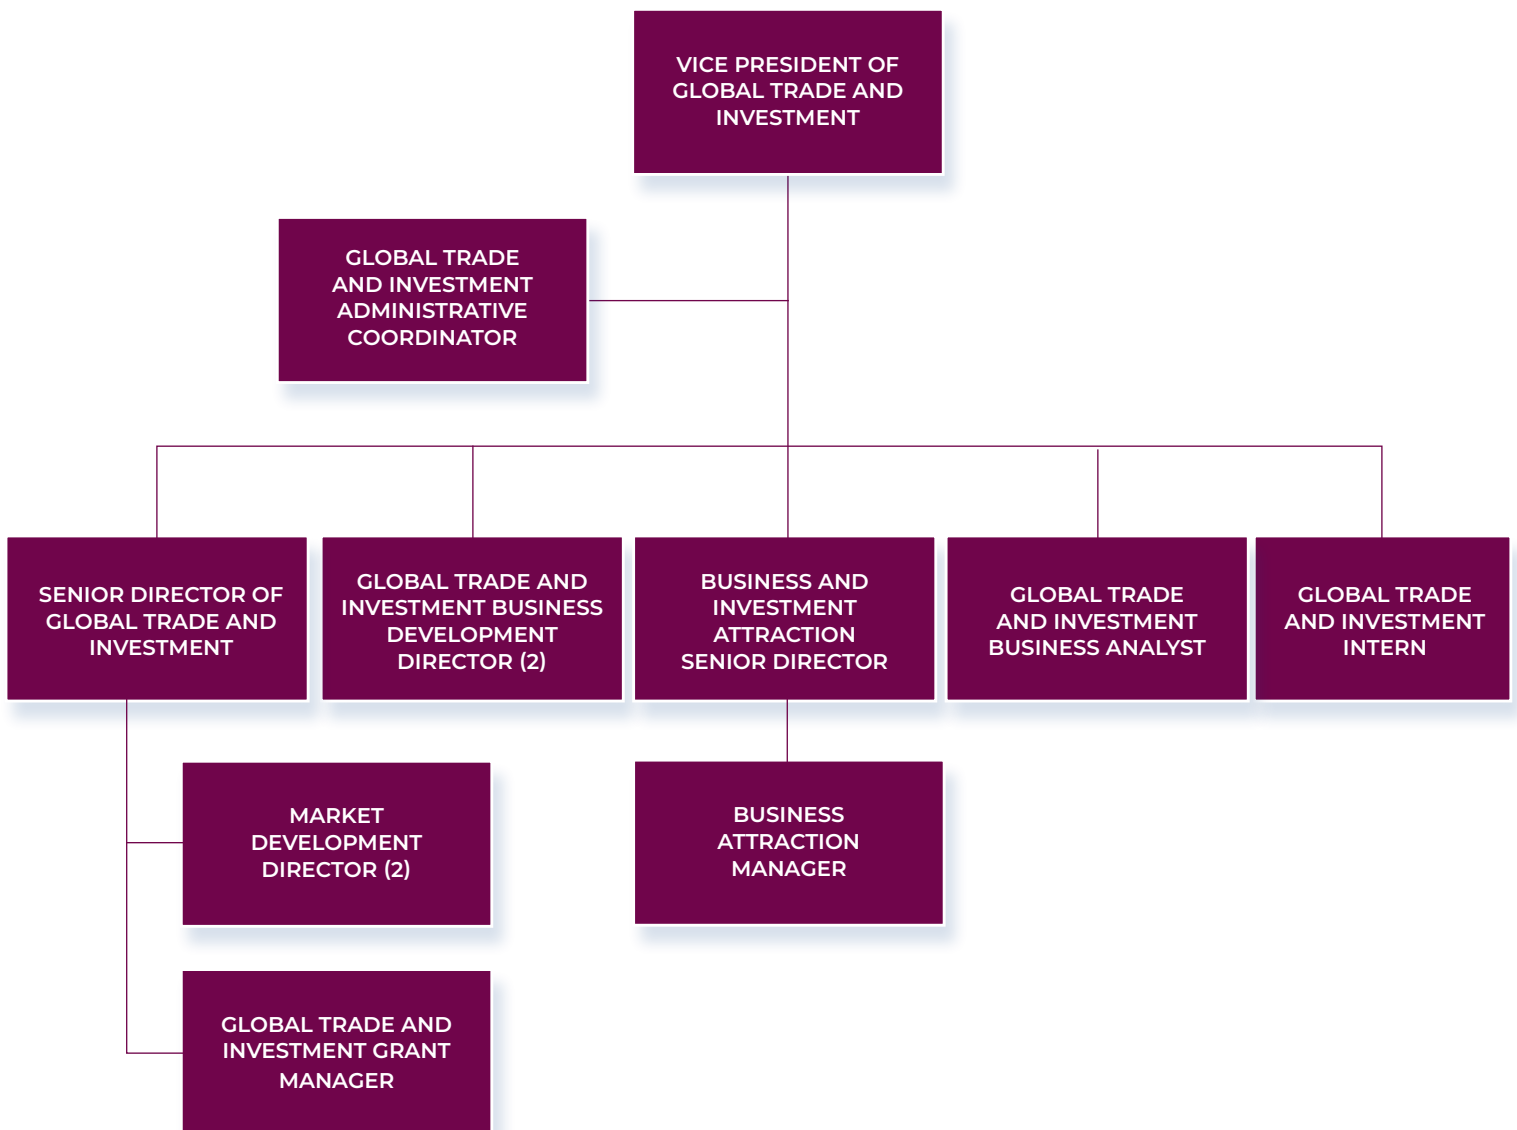 VICE PRESIDENT OF
GLOBAL TRADE AND
INVESTMENT
GLOBAL TRADE
AND INVESTMENT
ADMINISTRATIVE
COORDINATOR
SENIOR DIRECTOR OF
GLOBAL TRADE AND
INVESTMENT
GLOBAL TRADE AND
INVESTMENT BUSINESS
DEVELOPMENT
DIRECTOR (2)
BUSINESS AND
INVESTMENT
ATTRACTION
SENIOR DIRECTOR
GLOBAL TRADE
AND INVESTMENT
BUSINESS ANALYST
GLOBAL TRADE
AND INVESTMENT
INTERN
MARKET
DEVELOPMENT
DIRECTOR (2)
BUSINESS
ATTRACTION
MANAGER
GLOBAL TRADE AND
INVESTMENT GRANT
MANAGER